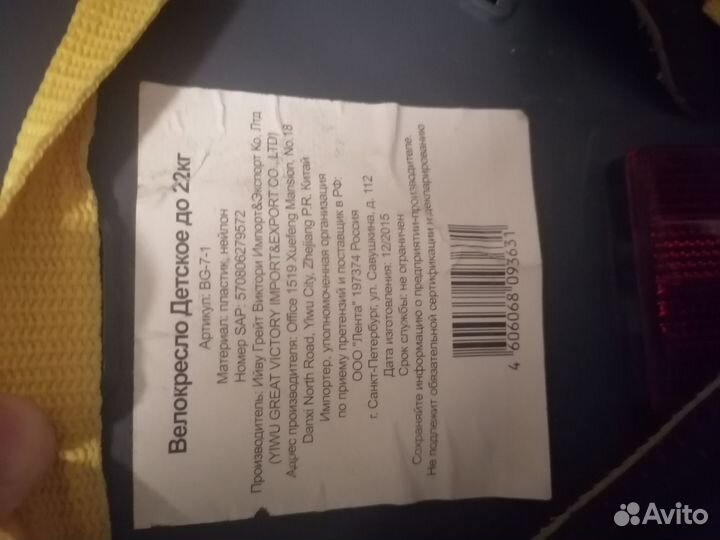 Велокресло Детское до 22кг
Артикул: BG-7-1
Материал: пластик, нейлон
Номер SAP: 570806279572
Производитель: Ийву Грейт Виктори Импорт&Экспорт Ко. Лтд
(YIWU GREAT VICTORY IMPORT&EXPORT CO., LTD)
Адрес производителя: Office 1519 Xuefeng Mansion, No.18
Danxi North Road, Yiwu City, Zhejiang P.R. Китай
Импортер, уполномоченная организация
по приему претензий и поставщик в РФ:
ООО "Лента" 197374 Россия
г. Санкт-Петербург, ул. Савушкина, д. 112
Дата изготовления: 12/2015
Срок службы: не ограничен
Сохраняйте информацию о предприятии-производителе.
Не подлежит обязательной сертификации и декларированию
4 606068 093631
Avito